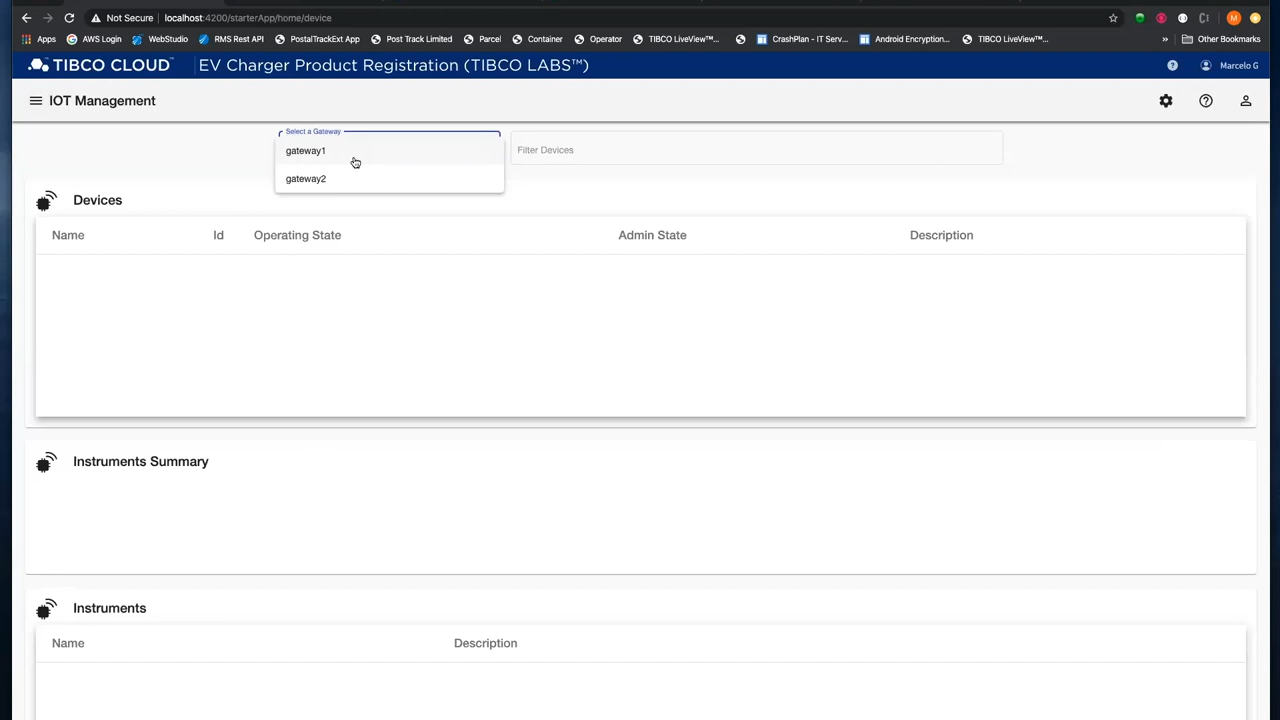 Not Secure localhost:4200/starterApp/home/device M
Apps AWS Login WebStudio RMS Rest API PostalTrackExt App Post Track Limited Parcel Container Operator TIBCO LiveView™... CrashPlan - IT Serv... Android Encryption... TIBCO LiveView™... » Other Bookmarks
TIBCO CLOUD™ EV Charger Product Registration (TIBCO LABS™) ? Marcelo G
IOT Management ?
Select a Gateway
gateway1 Filter Devices
gateway2
Devices
Name Id Operating State Admin State Description
Instruments Summary
Instruments
Name Description